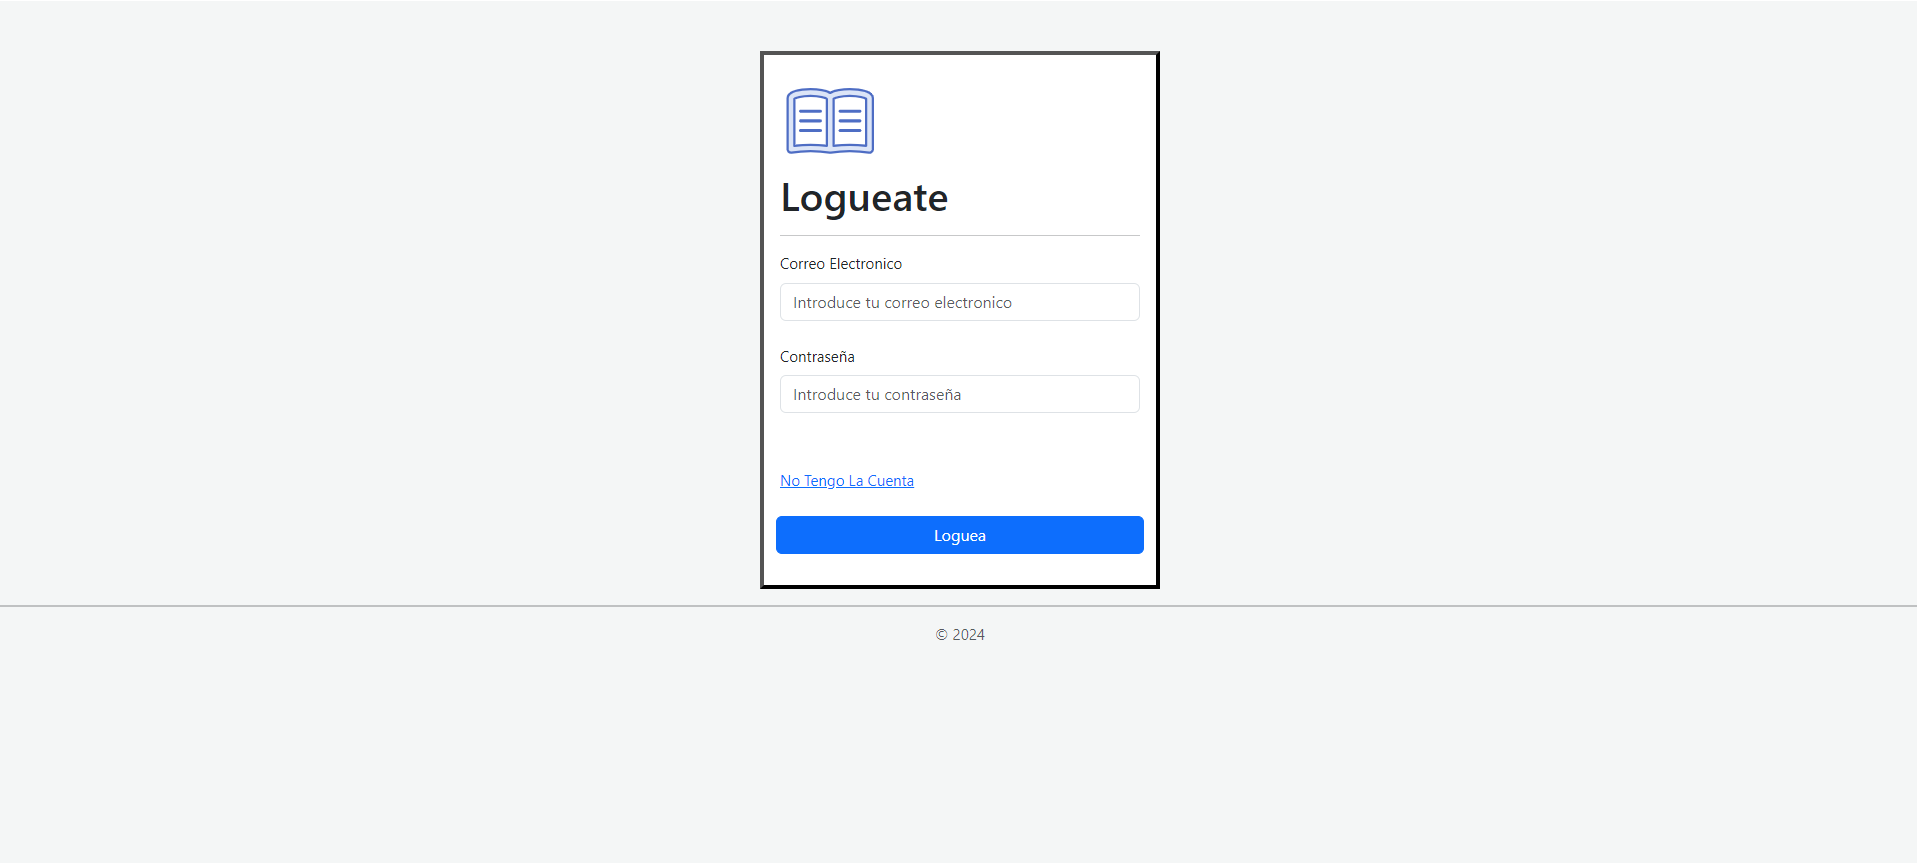 Logueate
Correo Electronico
Introduce tu correo electronico
Contraseña
Introduce tu contraseña
No Tengo La Cuenta
Loguea
© 2024